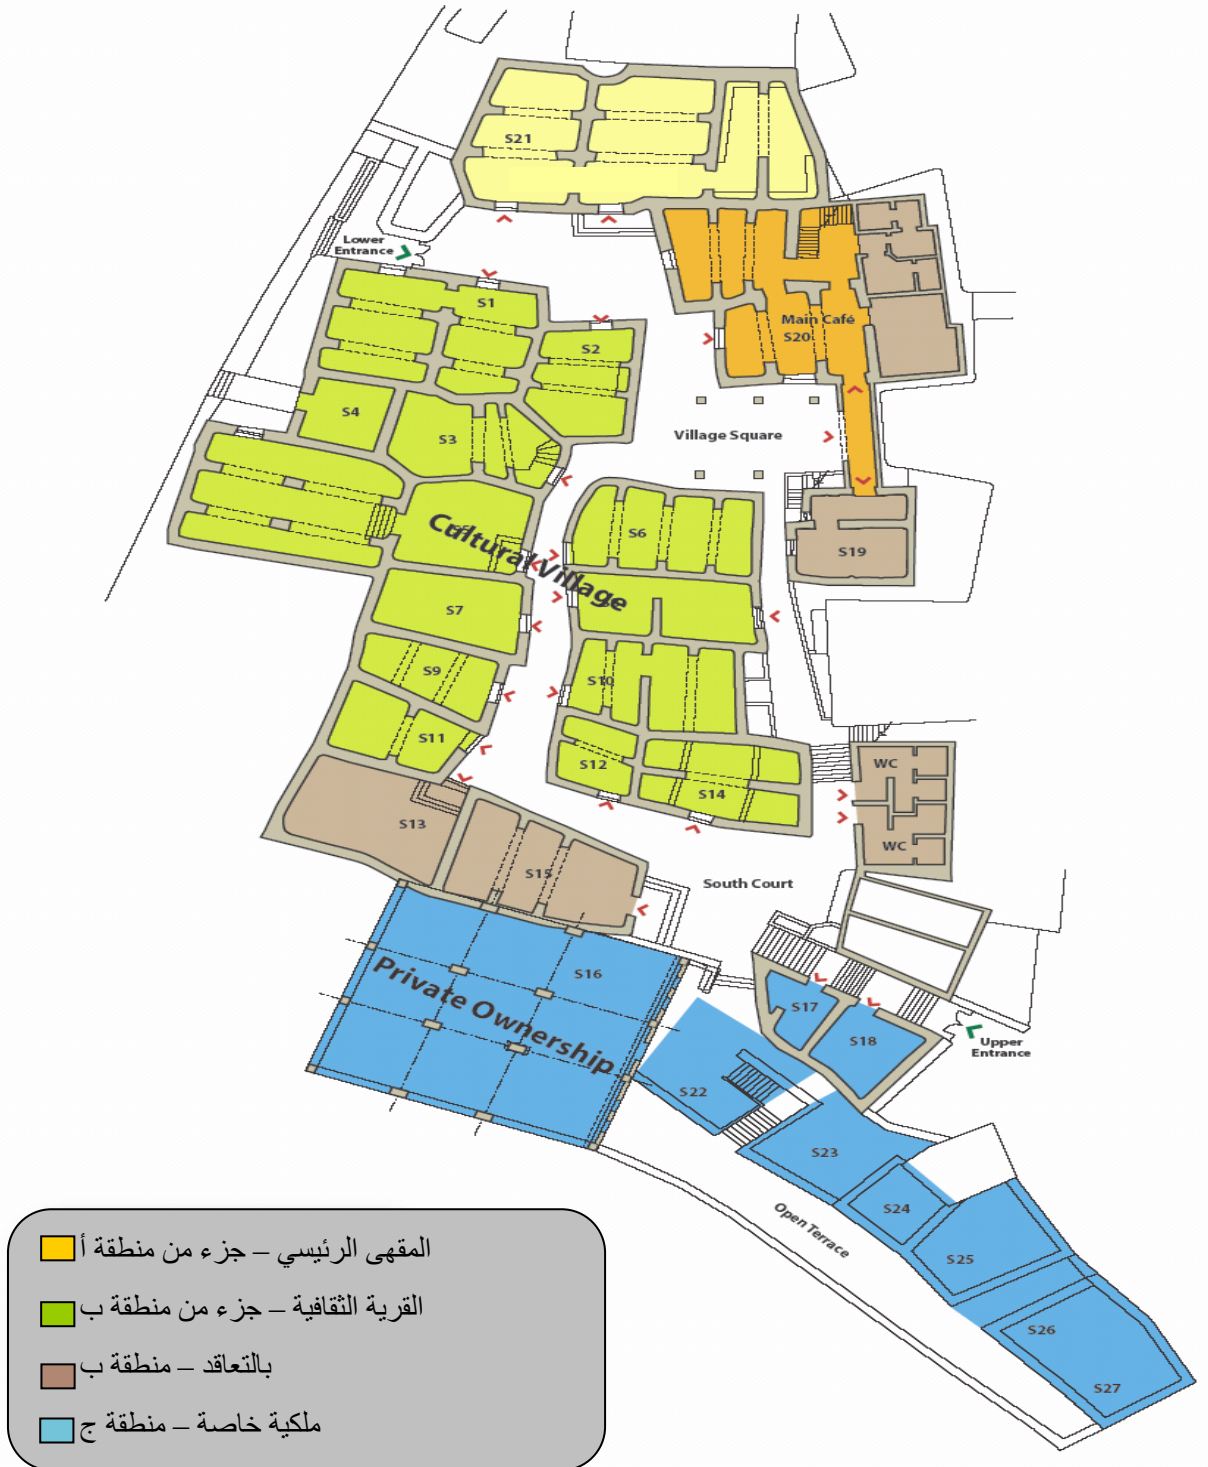 S21
Lower
Entrance
S1
S2
Main Café
S20
S4
S3
Village Square
S6
S19
Cultural Village
S7
S9
S10
S11
S12
S14
WC
WC
S13
S15
South Court
S16
Private Ownership
S17
S18
Upper
Entrance
S22
S23
S24
Open Terrace
S25
S26
S27
المقهى الرئيسي – جزء من منطقة أ
القرية الثقافية – جزء من منطقة ب
بالتعاقد – منطقة ب
ملكية خاصة – منطقة ج